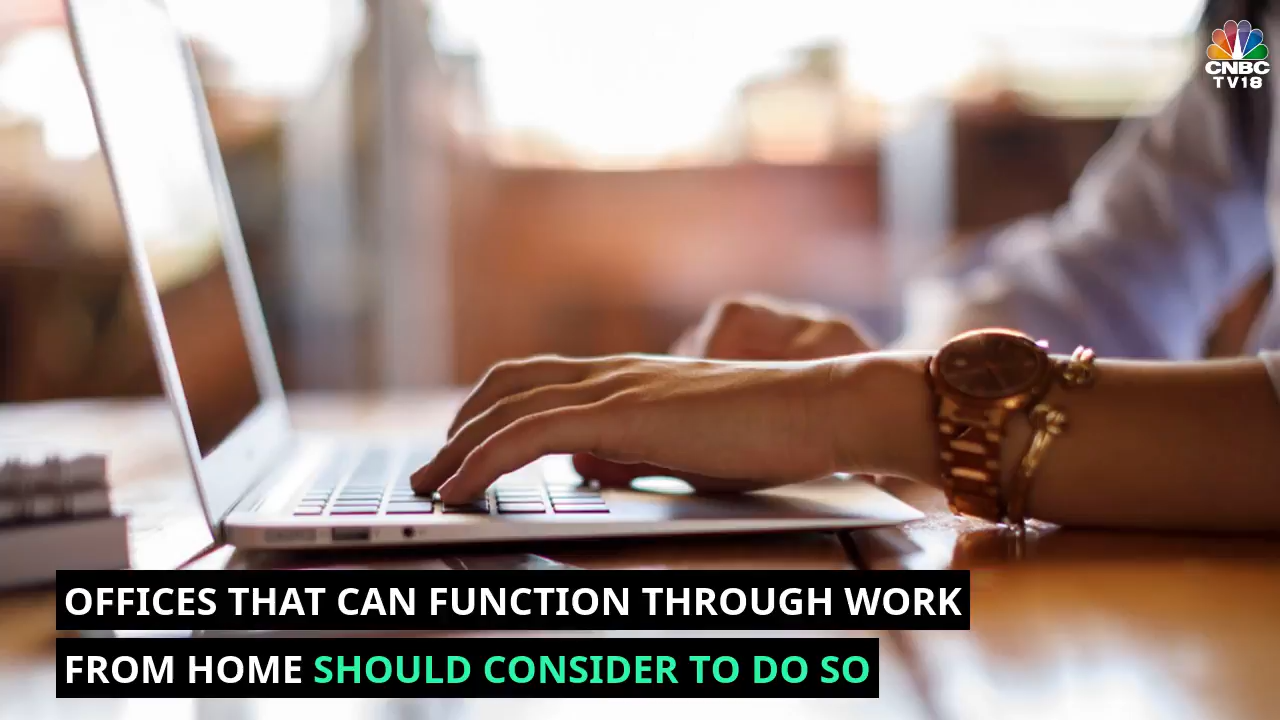 CNBC
TV18
OFFICES THAT CAN FUNCTION THROUGH WORK
FROM HOME SHOULD CONSIDER TO DO SO